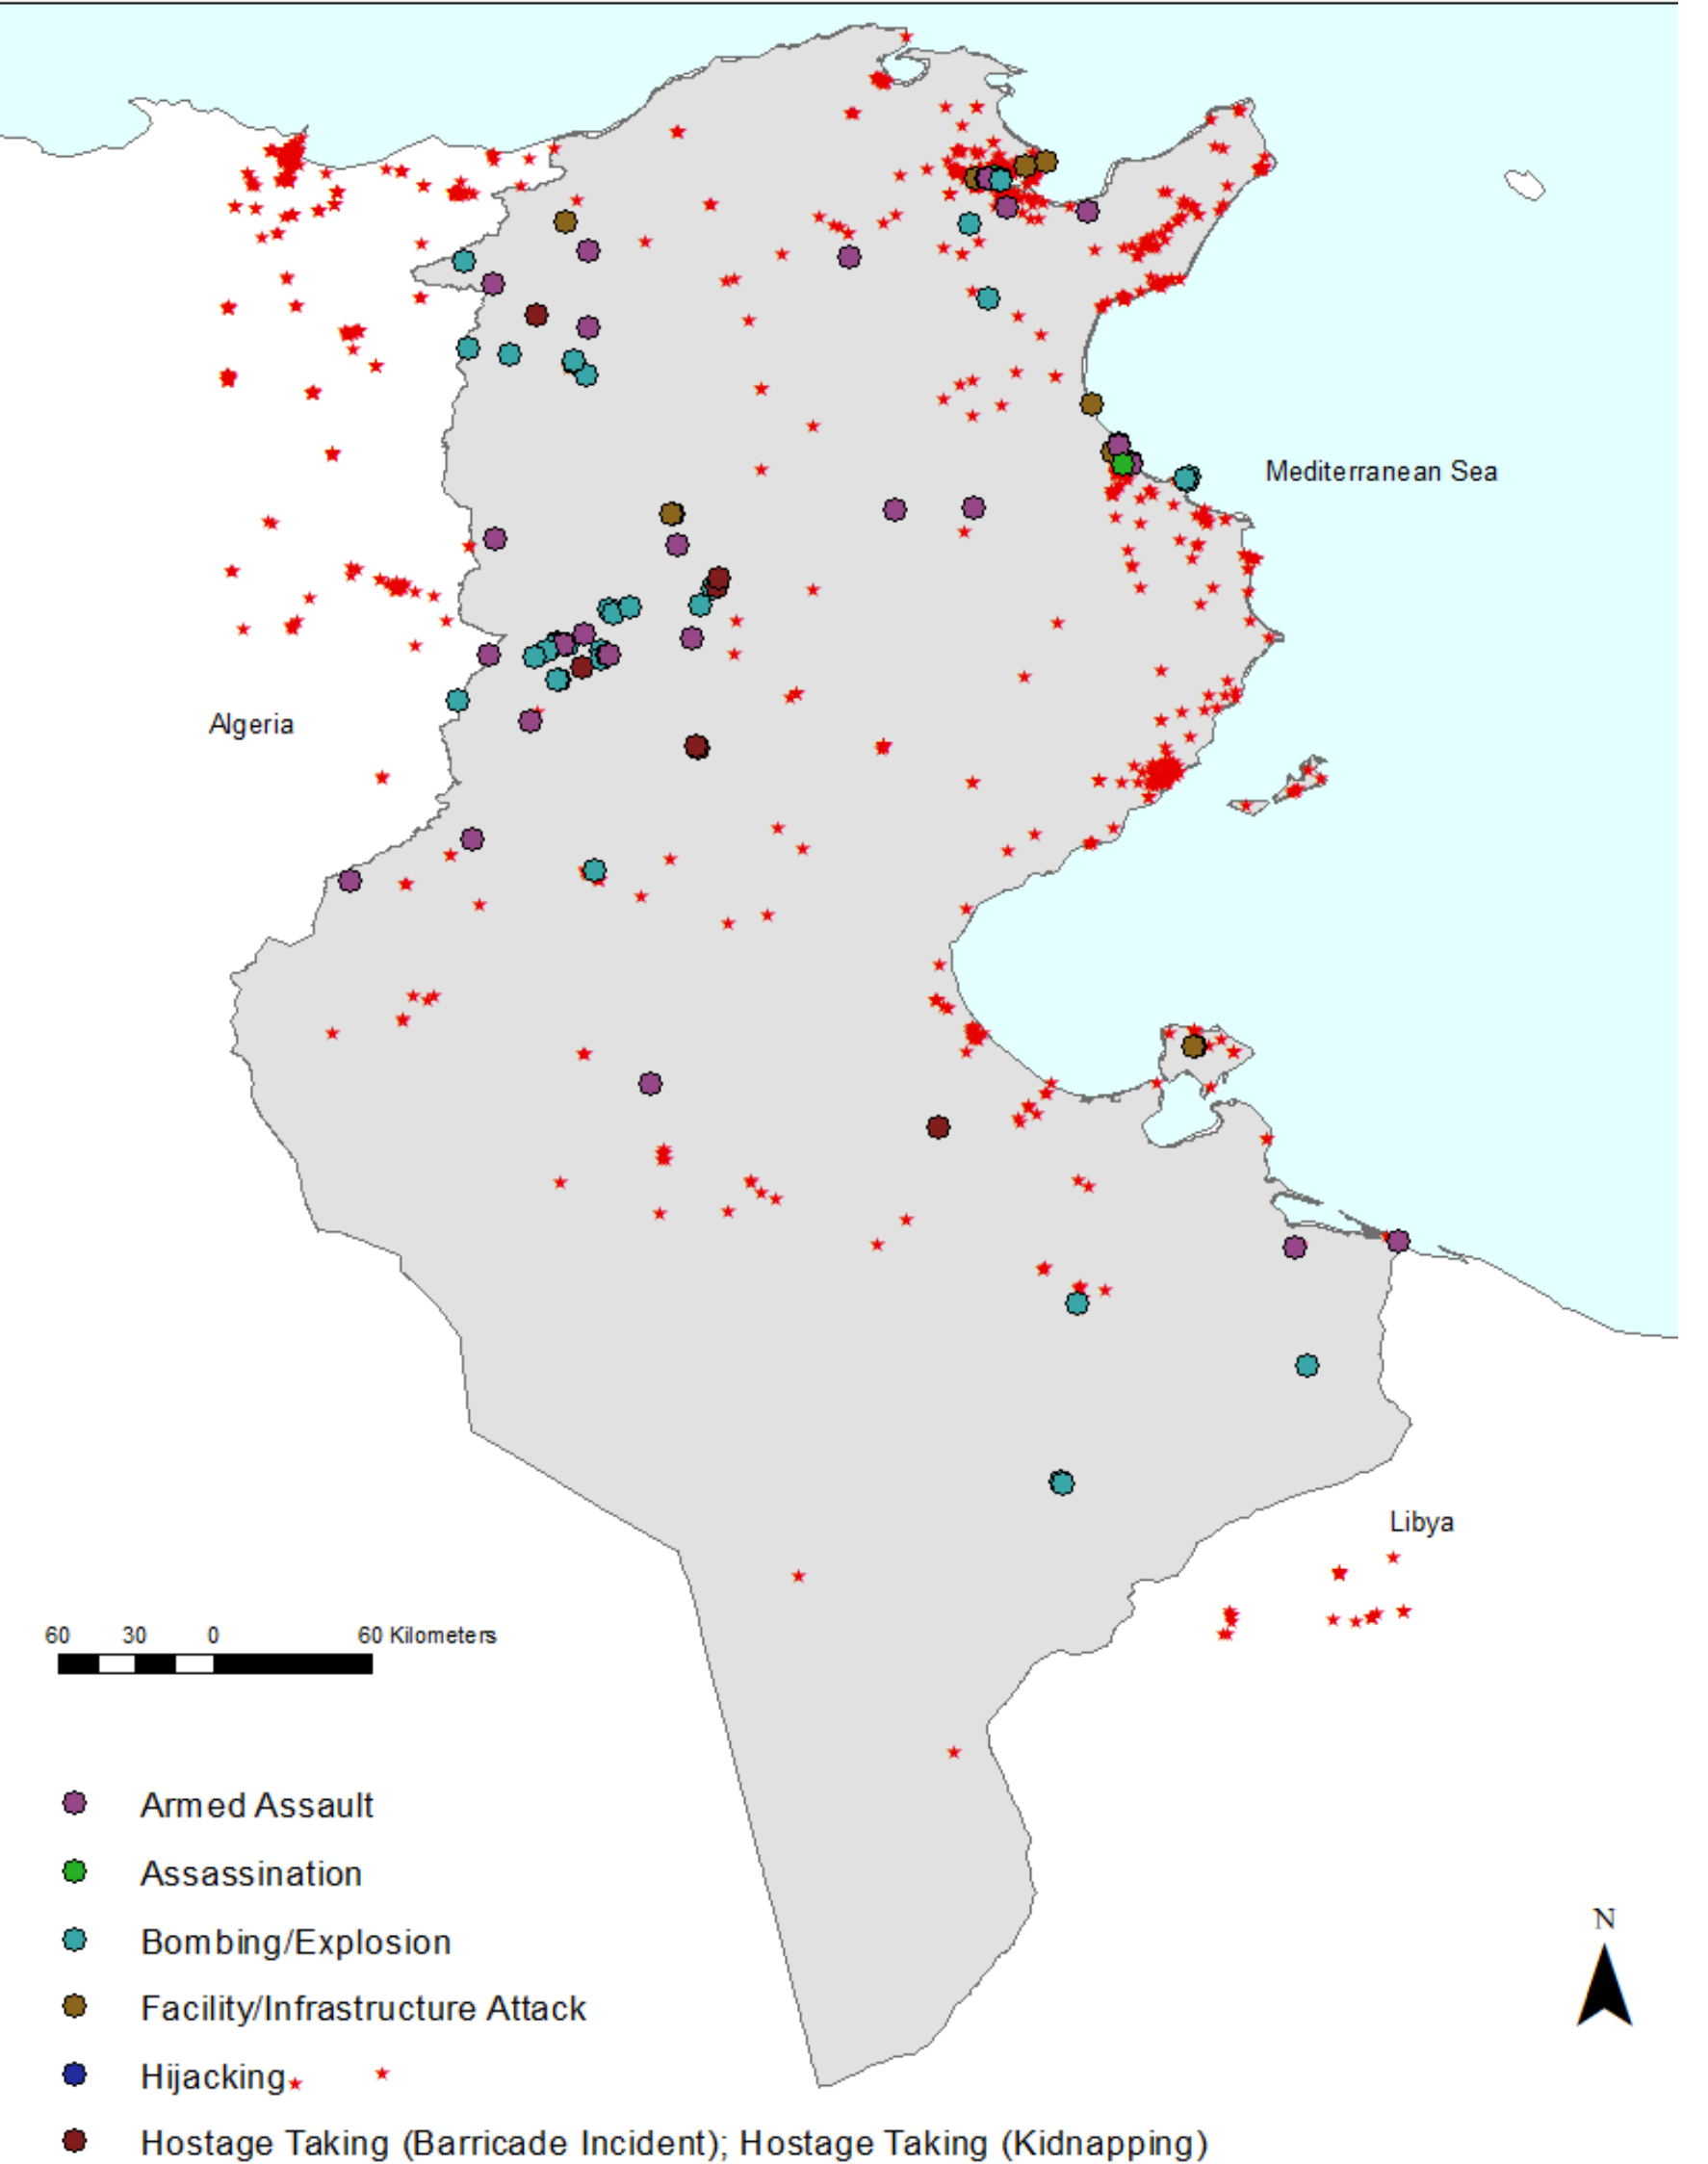 Mediterranean Sea
Algeria
Libya
60 30 0 60 Kilometers
Armed Assault
Assassination
Bombing/Explosion
N
Facility/Infrastructure Attack
Hijacking
Hostage Taking (Barricade Incident); Hostage Taking (Kidnapping)